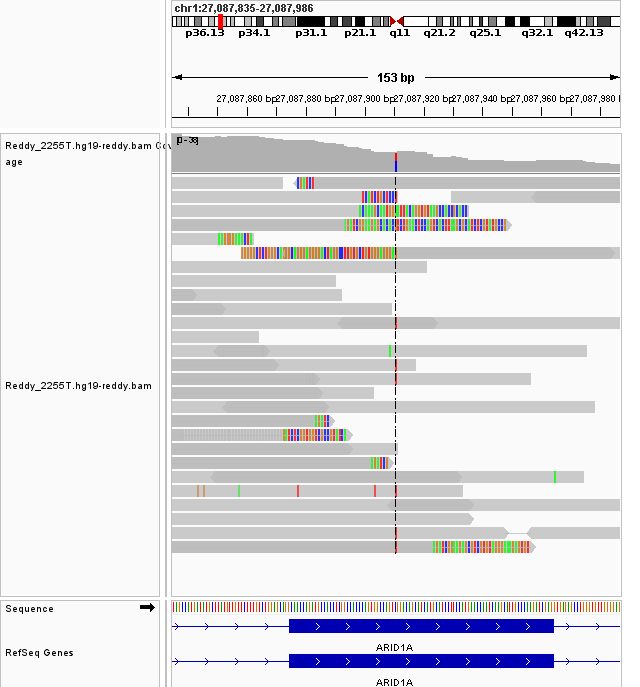 chr1:27,087,835-27,087,986
p36.13 p34.1 p31.1 p21.1 q11 q21.2 q25.1 q32.1 q42.13
153 bp
27,087,860 bp 27,087,880 bp 27,087,900 bp 27,087,920 bp 27,087,940 bp 27,087,960 bp 27,087,980 b
Reddy_2255T.hg19-reddy.bam Cov
age
Reddy_2255T.hg19-reddy.bam
Sequence
RefSeq Genes
ARID1A
ARID1A